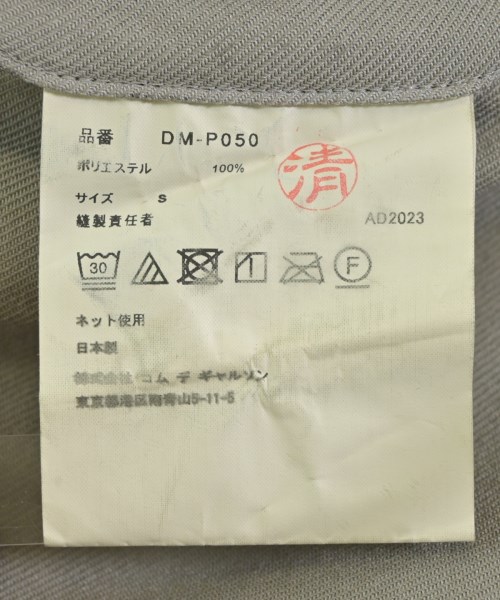 品番 DM-P050
ポリエステル 100%
清
サイズ S
縫製責任者 AD2023
30 F
ネット使用
日本製
株式会社 コム デ ギャルソン
東京都港区南青山5-11-5